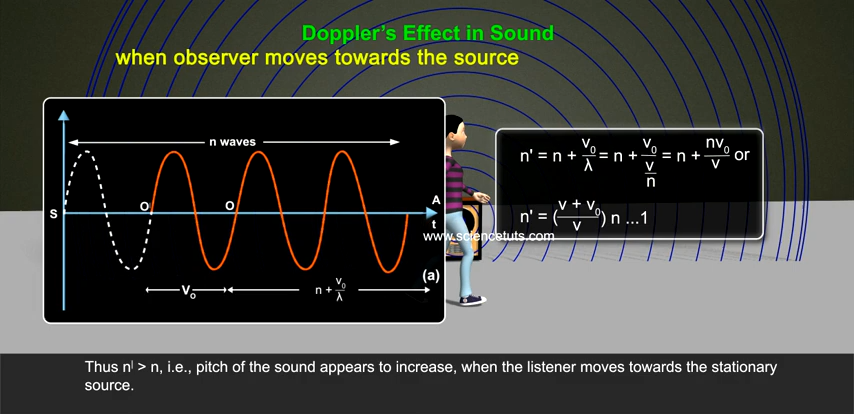 Doppler's Effect in Sound
when observer moves towards the source
n waves
S O' O A
t
V₀ n + v₀/λ (a)
n' = n + v₀/λ = n + v₀/(v/n) = n + nv₀/v or
n' = (v + v₀/v) n ...1
www.sciencetuts.com
Thus n| > n, i.e., pitch of the sound appears to increase, when the listener moves towards the stationary
source.